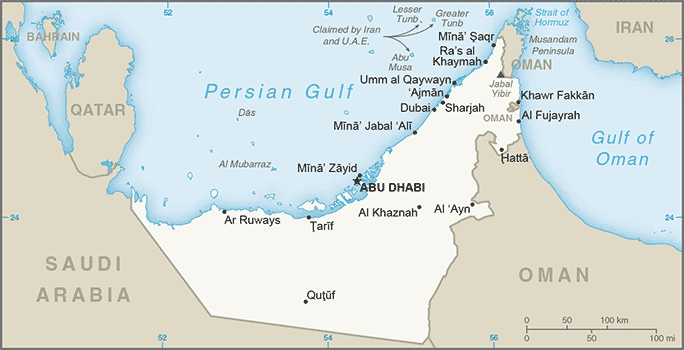 52
54
56
Lesser
Tunb
Greater
Tunb
Strait of
Hormuz
Claimed by Iran
and U.A.E.
Abu
Musa
Mīnā' Şaqr
Musandam
Peninsula
IRAN
BAHRAIN
Ra's al
Khaymah
OMAN
Umm al Qaywayn
Jabal
Yibir
Persian Gulf
'Ajmān
Khawr Fakkān
QATAR
Dās
Dubai
Sharjah
OMAN
Al Fujayrah
Mīnā' Jabal 'Alī
Gulf of
Oman
Al Mubarraz
Mīnā' Zāyid
Hattā
ABU DHABI
24
Ar Ruways
Ţarīf
Al Khaznah
Al 'Ayn
24
SAUDI
ARABIA
OMAN
Quţūf
0 50 100 km
0 50 100 mi
52
54
56